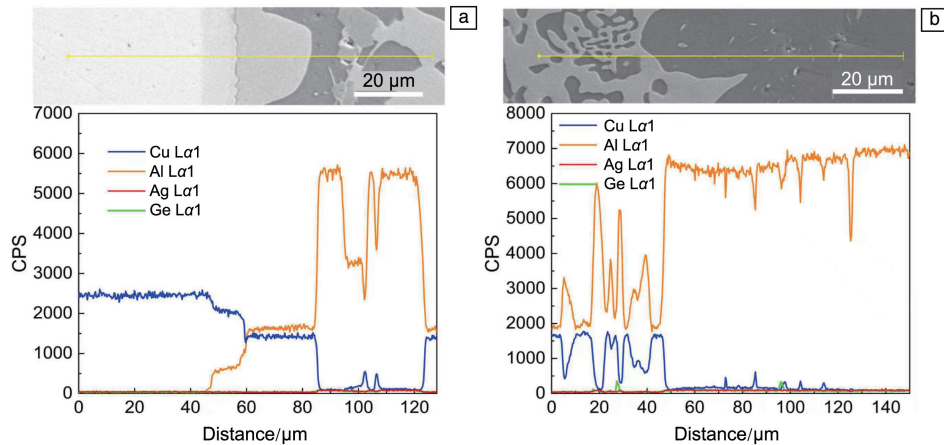 a
20 μm
7000
6000
5000
4000
3000
2000
1000
0
CPS
Cu Lα1
Al Lα1
Ag Lα1
Ge Lα1
0 20 40 60 80 100 120
Distance/μm
b
20 μm
8000
7000
6000
5000
4000
3000
2000
1000
0
CPS
Cu Lα1
Al Lα1
Ag Lα1
Ge Lα1
0 20 40 60 80 100 120 140
Distance/μm